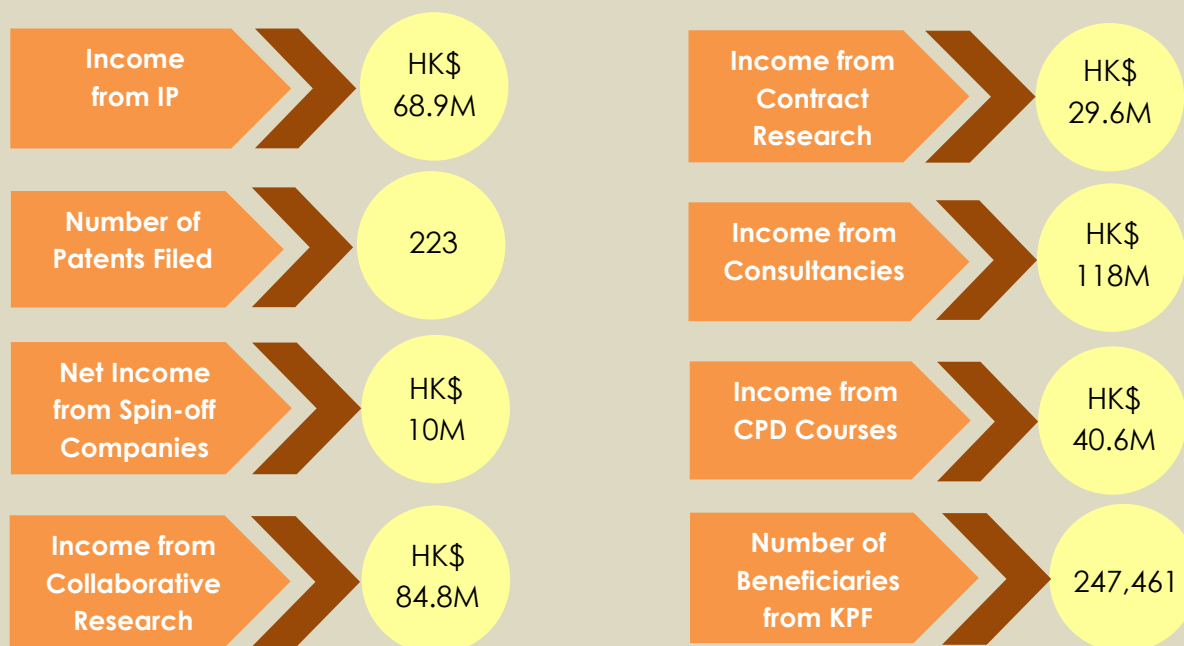 Income
from IP
HK$
68.9M
Number of
Patents Filed
223
Net Income
from Spin-off
Companies
HK$
10M
Income from
Collaborative
Research
HK$
84.8M
Income from
Contract
Research
HK$
29.6M
Income from
Consultancies
HK$
118M
Income from
CPD Courses
HK$
40.6M
Number of
Beneficiaries
from KPF
247,461